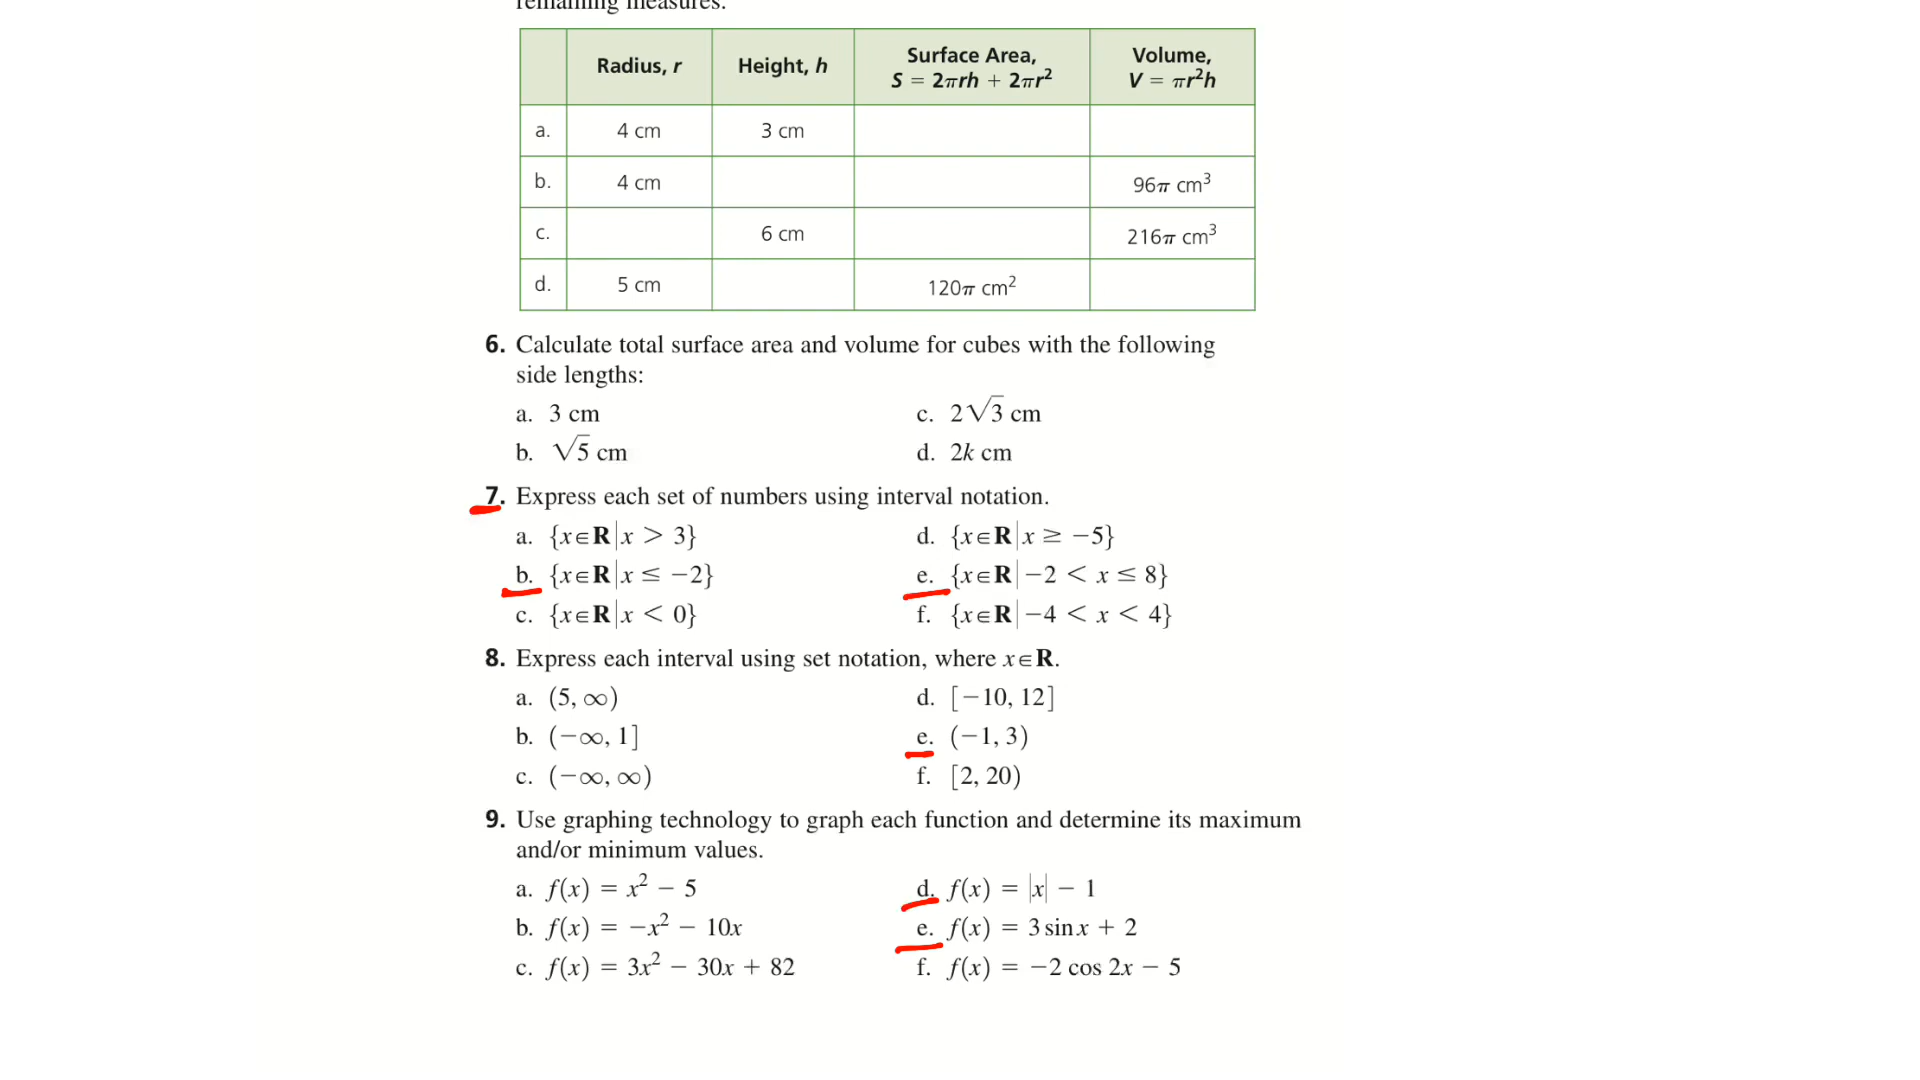 remaining measures.
Radius, r Height, h Surface Area, S = 2πrh + 2πr² Volume, V = πr²h
a. 4 cm 3 cm
b. 4 cm 96π cm³
c. 6 cm 216π cm³
d. 5 cm 120π cm²
6. Calculate total surface area and volume for cubes with the following
side lengths:
a. 3 cm c. 2√3 cm
b. √5 cm d. 2k cm
7. Express each set of numbers using interval notation.
a. {x∈R|x > 3} d. {x∈R|x ≥ −5}
b. {x∈R|x ≤ −2} e. {x∈R|−2 < x ≤ 8}
c. {x∈R|x < 0} f. {x∈R|−4 < x < 4}
8. Express each interval using set notation, where x∈R.
a. (5, ∞) d. [−10, 12]
b. (−∞, 1] e. (−1, 3)
c. (−∞, ∞) f. [2, 20)
9. Use graphing technology to graph each function and determine its maximum
and/or minimum values.
a. f(x) = x² − 5 d. f(x) = |x| − 1
b. f(x) = −x² − 10x e. f(x) = 3 sin x + 2
c. f(x) = 3x² − 30x + 82 f. f(x) = −2 cos 2x − 5